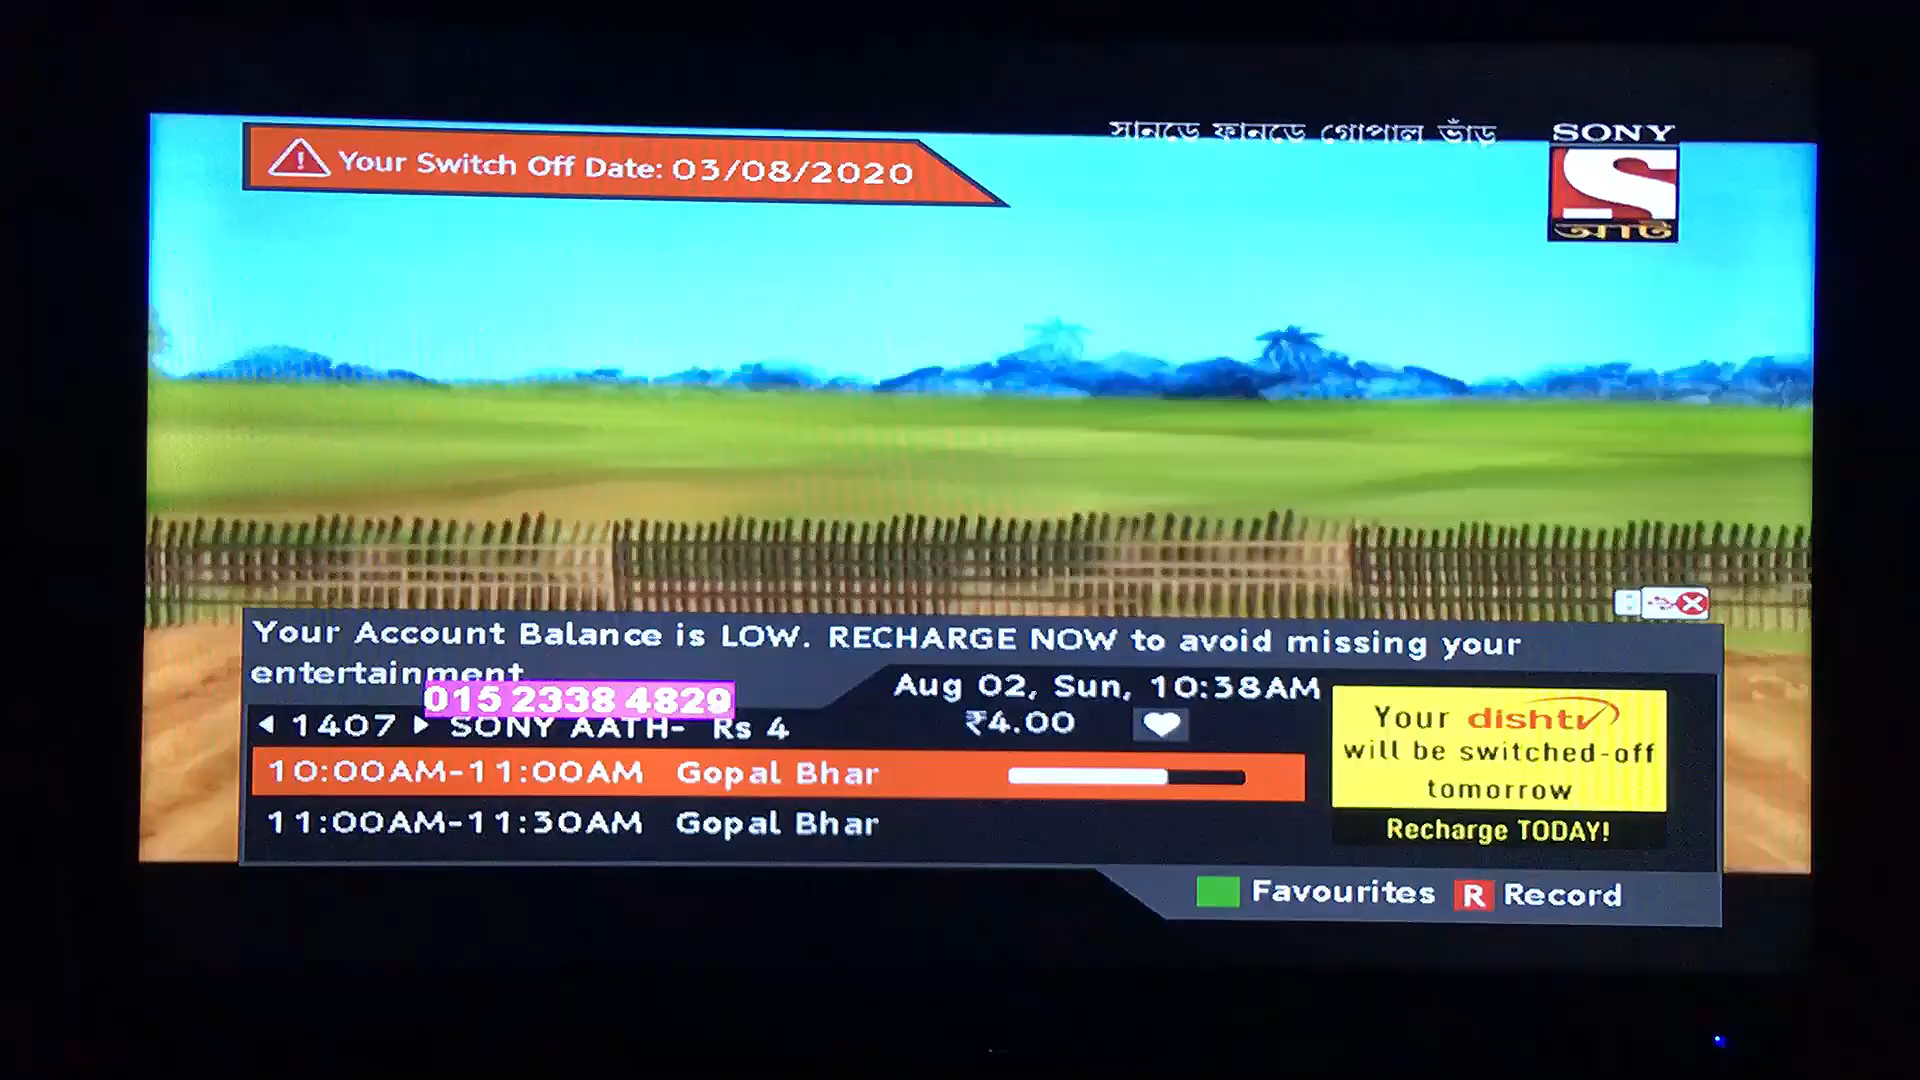 সানডে ফানডে গোপাল ভাঁড়
SONY
আট
Your Switch Off Date: 03/08/2020
Your Account Balance is LOW. RECHARGE NOW to avoid missing your
entertainment
015 2338 4829
Aug 02, Sun, 10:38AM
1407 SONY AATH- Rs 4
₹4.00
10:00AM-11:00AM Gopal Bhar
11:00AM-11:30AM Gopal Bhar
Your dishtv
will be switched-off
tomorrow
Recharge TODAY!
Favourites R Record